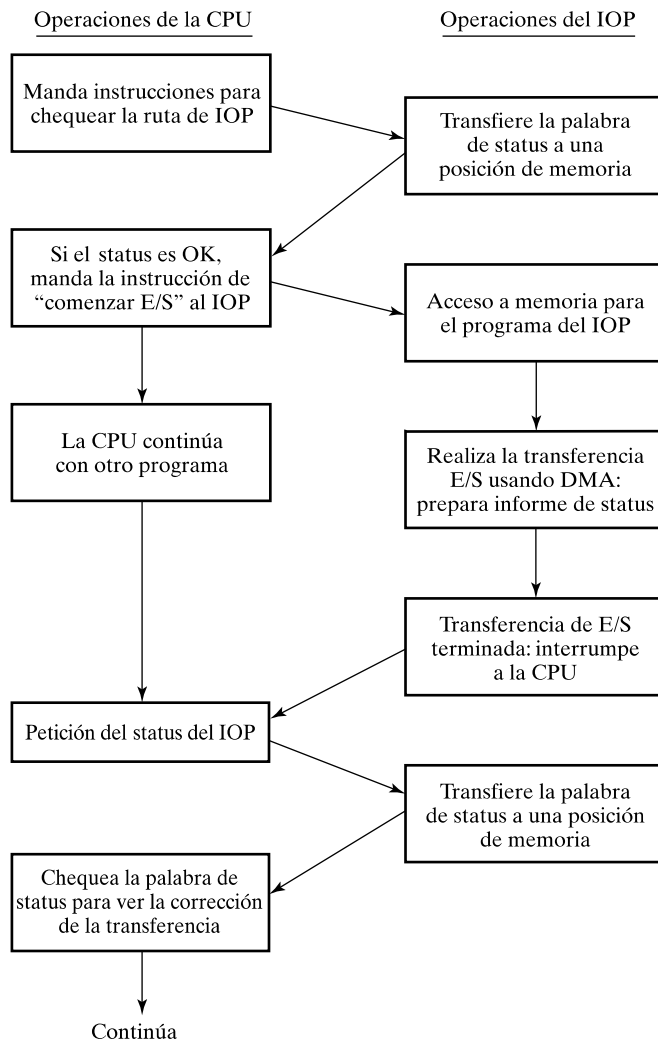 Operaciones de la CPU
Operaciones del IOP
Manda instrucciones para
chequear la ruta de IOP
Transfiere la palabra
de status a una
posición de memoria
Si el status es OK,
manda la instrucción de
“comenzar E/S” al IOP
Acceso a memoria para
el programa del IOP
La CPU continúa
con otro programa
Realiza la transferencia
E/S usando DMA:
prepara informe de status
Transferencia de E/S
terminada: interrumpe
a la CPU
Petición del status del IOP
Transfiere la palabra
de status a una posición
de memoria
Chequea la palabra de
status para ver la corrección
de la transferencia
Continúa